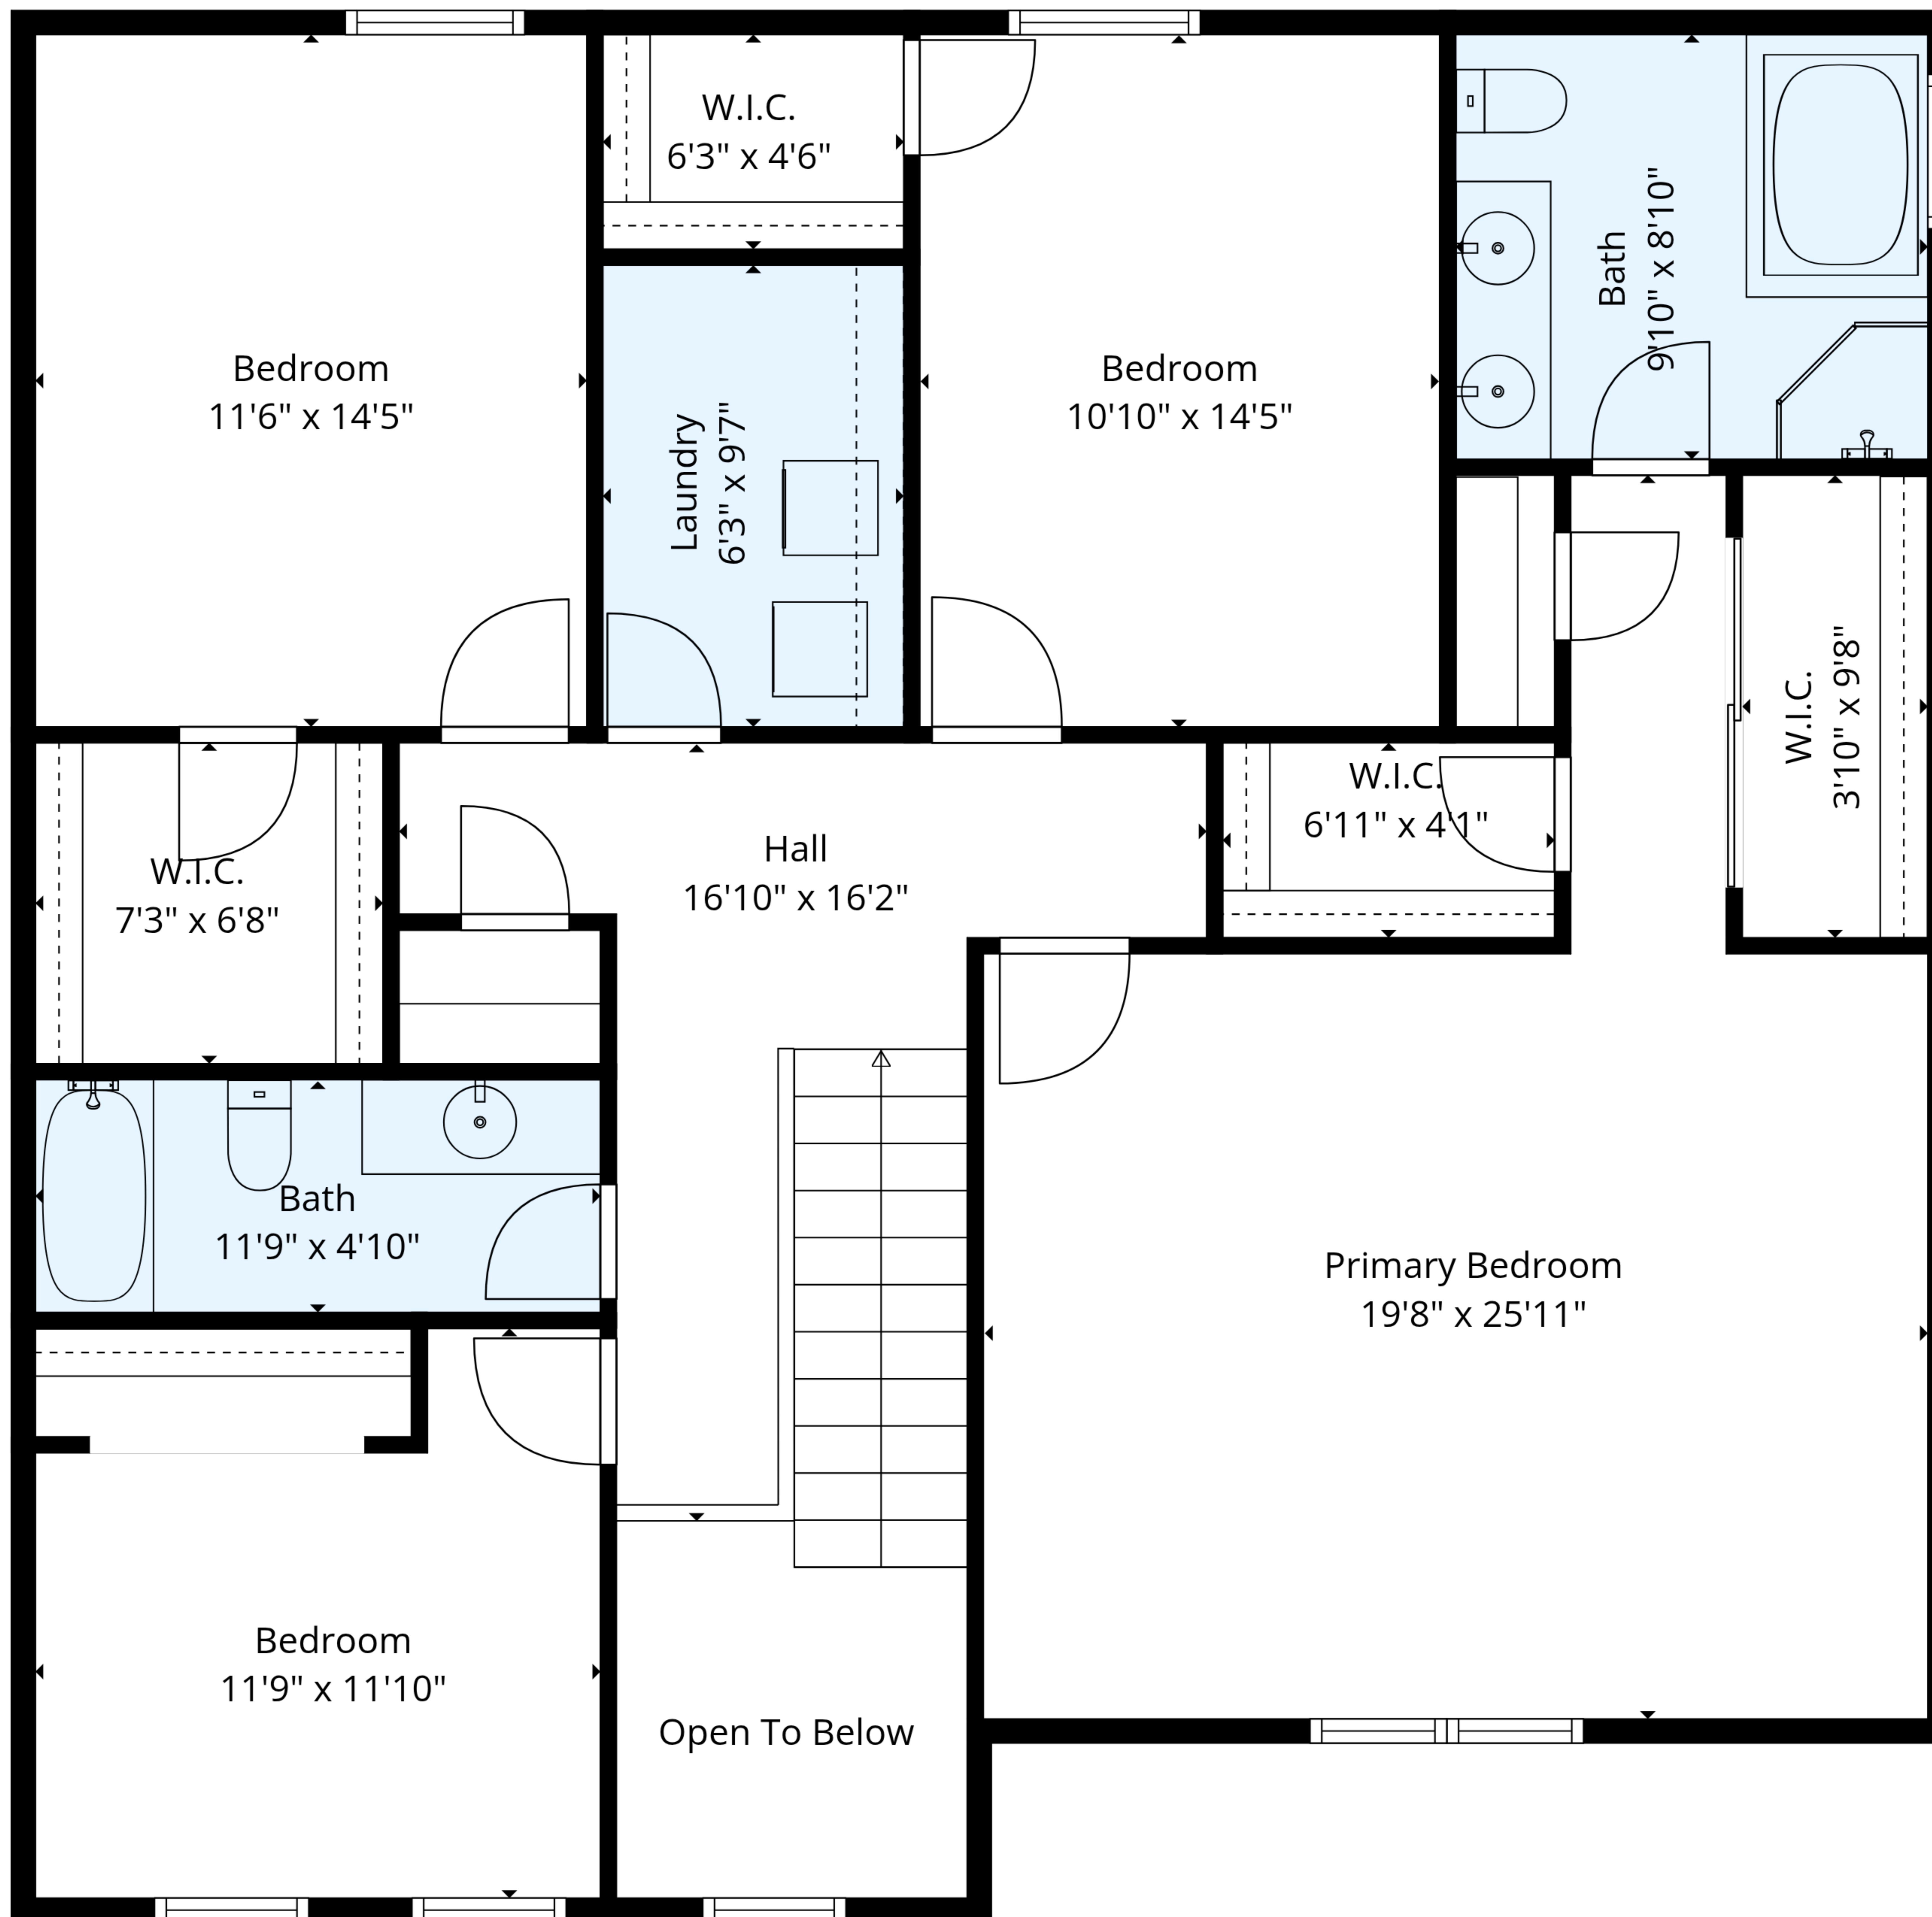 W.I.C.
6'3" x 4'6"
Bath
9'10" x 8'10"
Bedroom
11'6" x 14'5"
Laundry
6'3" x 9'7"
Bedroom
10'10" x 14'5"
W.I.C.
3'10" x 9'8"
W.I.C.
6'11" x 4'1"
Hall
16'10" x 16'2"
W.I.C.
7'3" x 6'8"
Bath
11'9" x 4'10"
Primary Bedroom
19'8" x 25'11"
Bedroom
11'9" x 11'10"
Open To Below